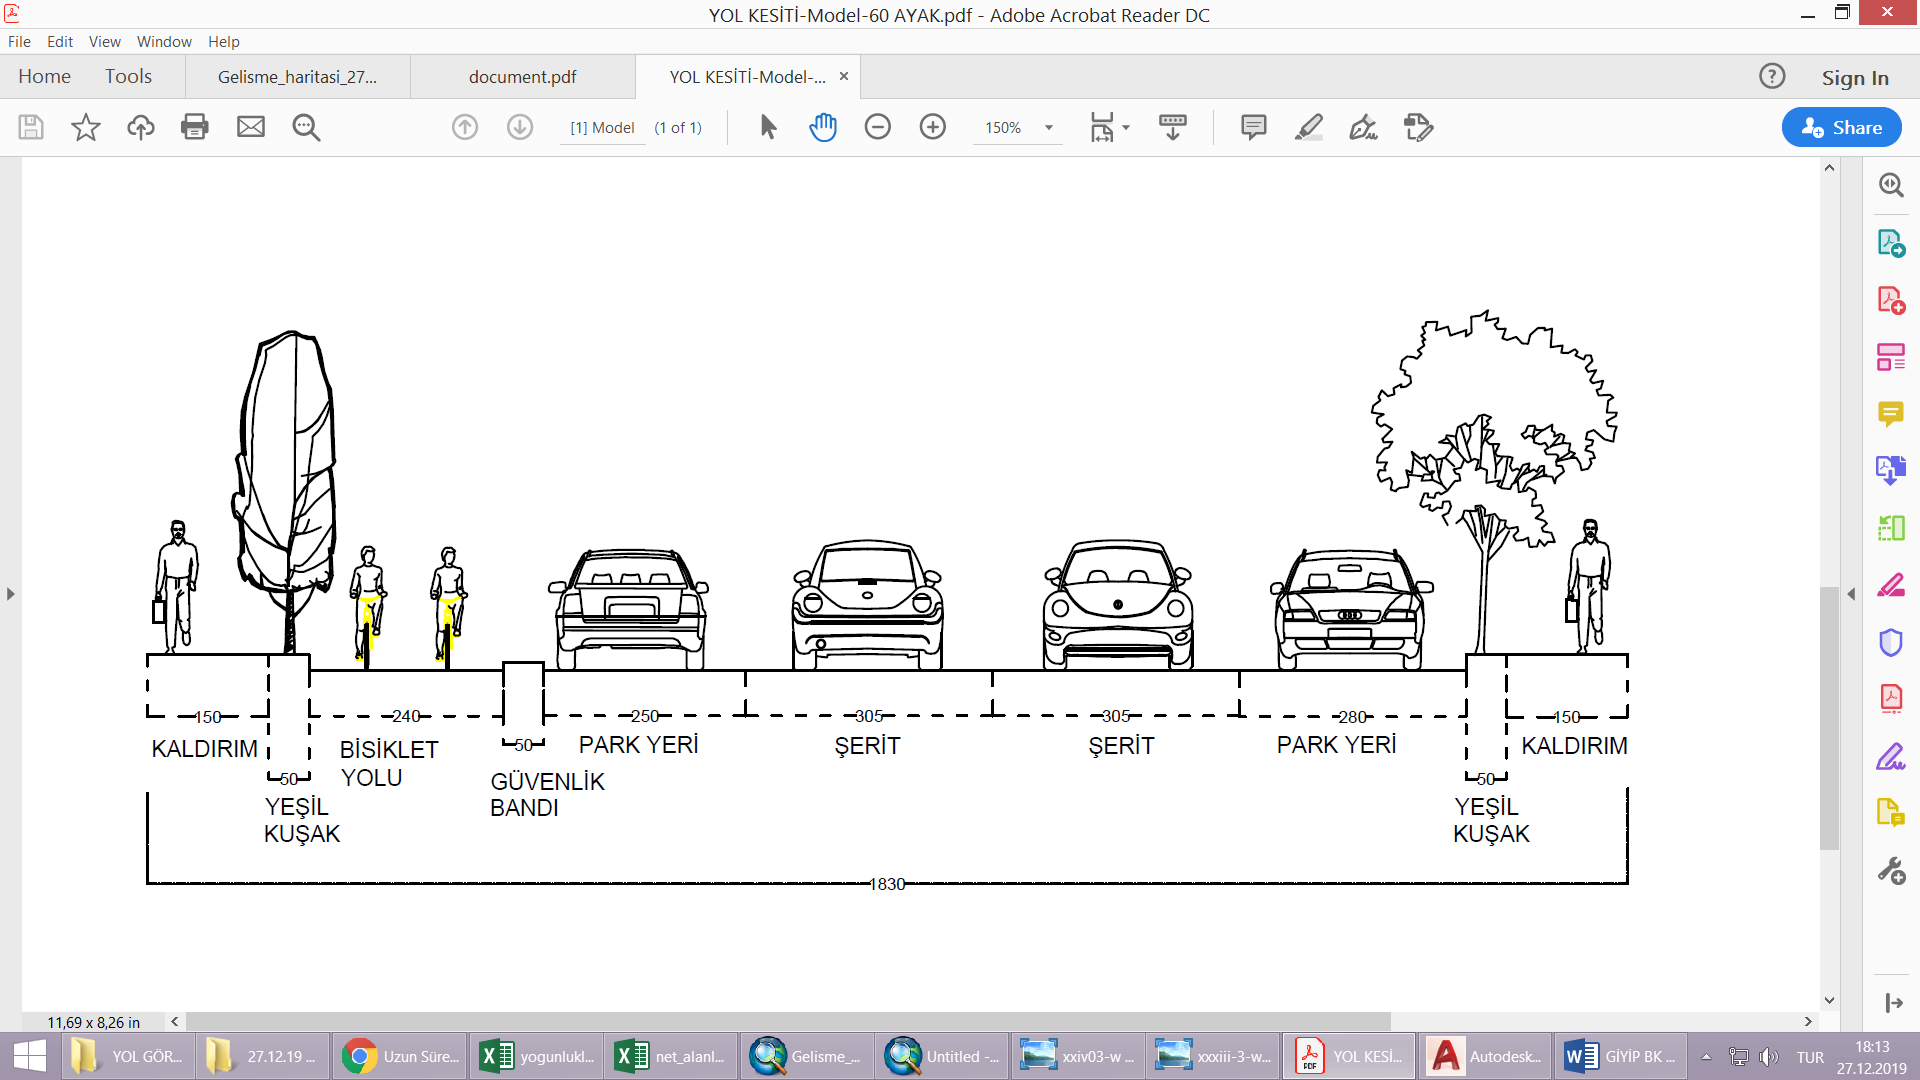 YOL KESİTİ-Model-60 AYAK.pdf - Adobe Acrobat Reader DC
File Edit View Window Help
Home Tools Gelisme_haritasi_27... document.pdf YOL KESİTİ-Model-... × ? Sign In
[1] Model (1 of 1) 150% Share
150 240 250 305 305 280 150
50
KALDIRIM BİSİKLET YOLU PARK YERİ ŞERİT ŞERİT PARK YERİ KALDIRIM
50 50
GÜVENLİK
BANDI
YEŞİL
KUŞAK
YEŞİL
KUŞAK
1830
11,69 x 8,26 in
YOL GÖR... 27.12.19 ... Uzun Süre... yogunlukl... net_alanl... Gelisme_... Untitled -... xxiv03-w ... xxxiii-3-w... YOL KESİ... Autodesk... GİYİP BK ... TUR 18:13
27.12.2019